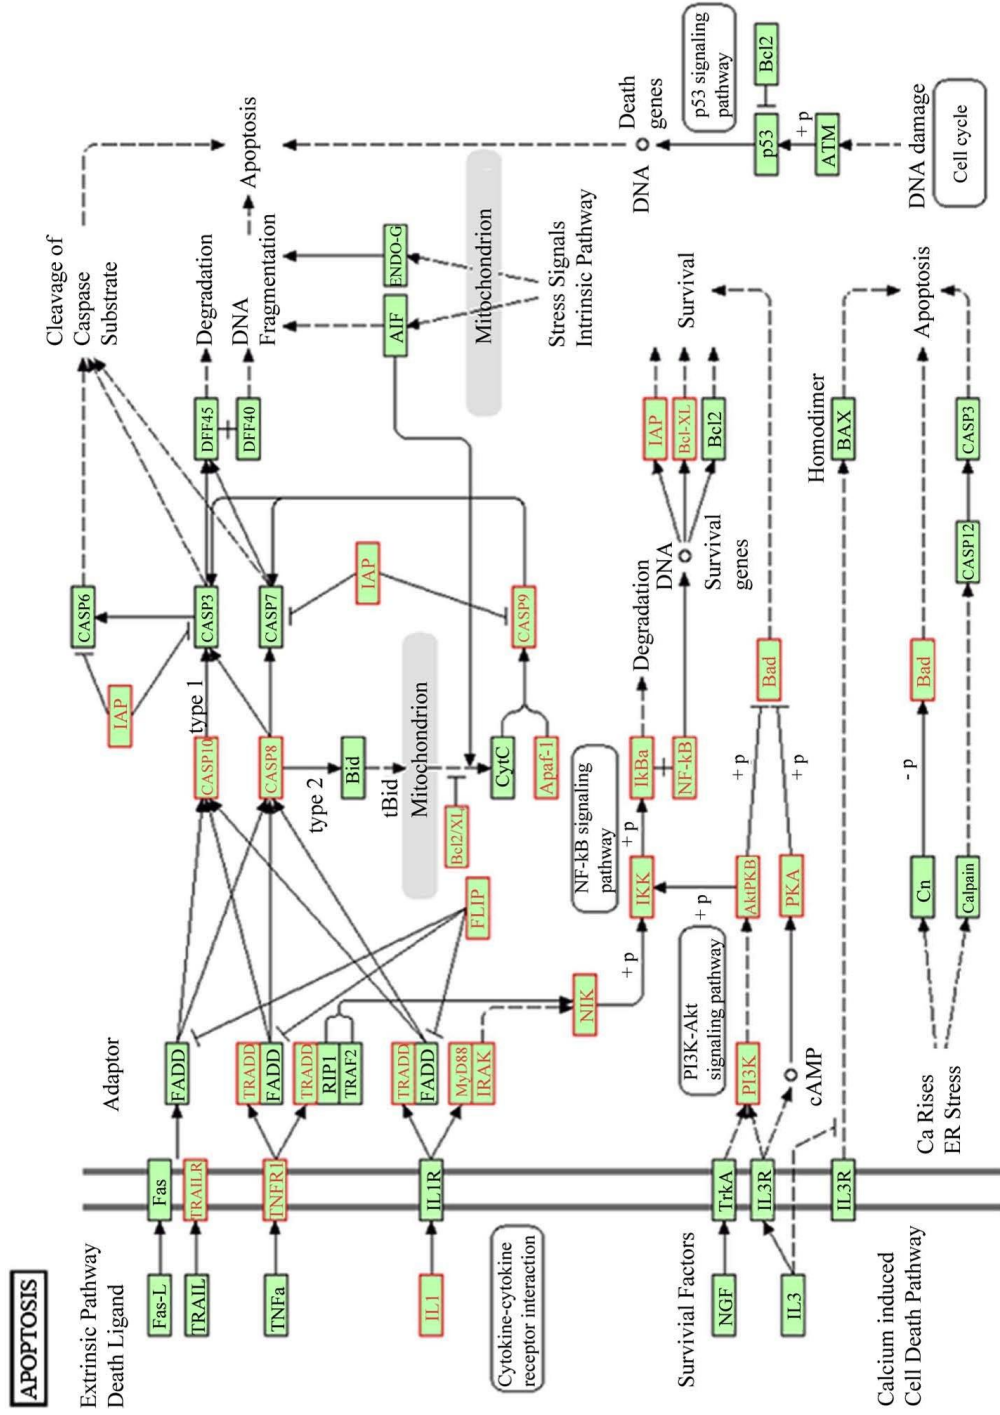 APOPTOSIS
Extrinsic Pathway
Death Ligand
Adaptor
Cleavage of
Caspase
Substrate
Fas-L
Fas
FADD
TRAIL
TRAILR
TNFa
TNFR1
TRADD
FADD
TRADD
RIP1
TRAF2
IL1
IL1R
TRADD
FADD
MyD88
IRAK
FLIP
NIK
IAP
CASP6
type 1
CASP10
CASP3
CASP8
CASP7
IAP
DFF45
DFF40
Degradation
DNA
Fragmentation
Apoptosis
type 2
Bid
tBid
Mitochondrion
Bcl2/XL
CytC
Apaf-1
CASP9
AIF
ENDO-G
Mitochondrion
Stress Signals
Intrinsic Pathway
Cytokine-cytokine
receptor interaction
NF-kB signaling
pathway
+ p
IKK
+ p
IkBa
Degradation
NF-kB
DNA
Survival
genes
IAP
Bcl-XL
Bcl2
Survival
DNA
Death
genes
p53 signaling
pathway
p53
Bcl2
+ p
ATM
DNA damage
Cell cycle
Survivial Factors
NGF
TrkA
IL3
IL3R
PI3K-Akt
signaling pathway
PI3K
cAMP
+ p
AktPKB
PKA
+ p
+ p
Bad
Homodimer
IL3R
BAX
Calcium induced
Cell Death Pathway
Ca Rises
ER Stress
Cn
- p
Bad
Apoptosis
Calpain
CASP12
CASP3